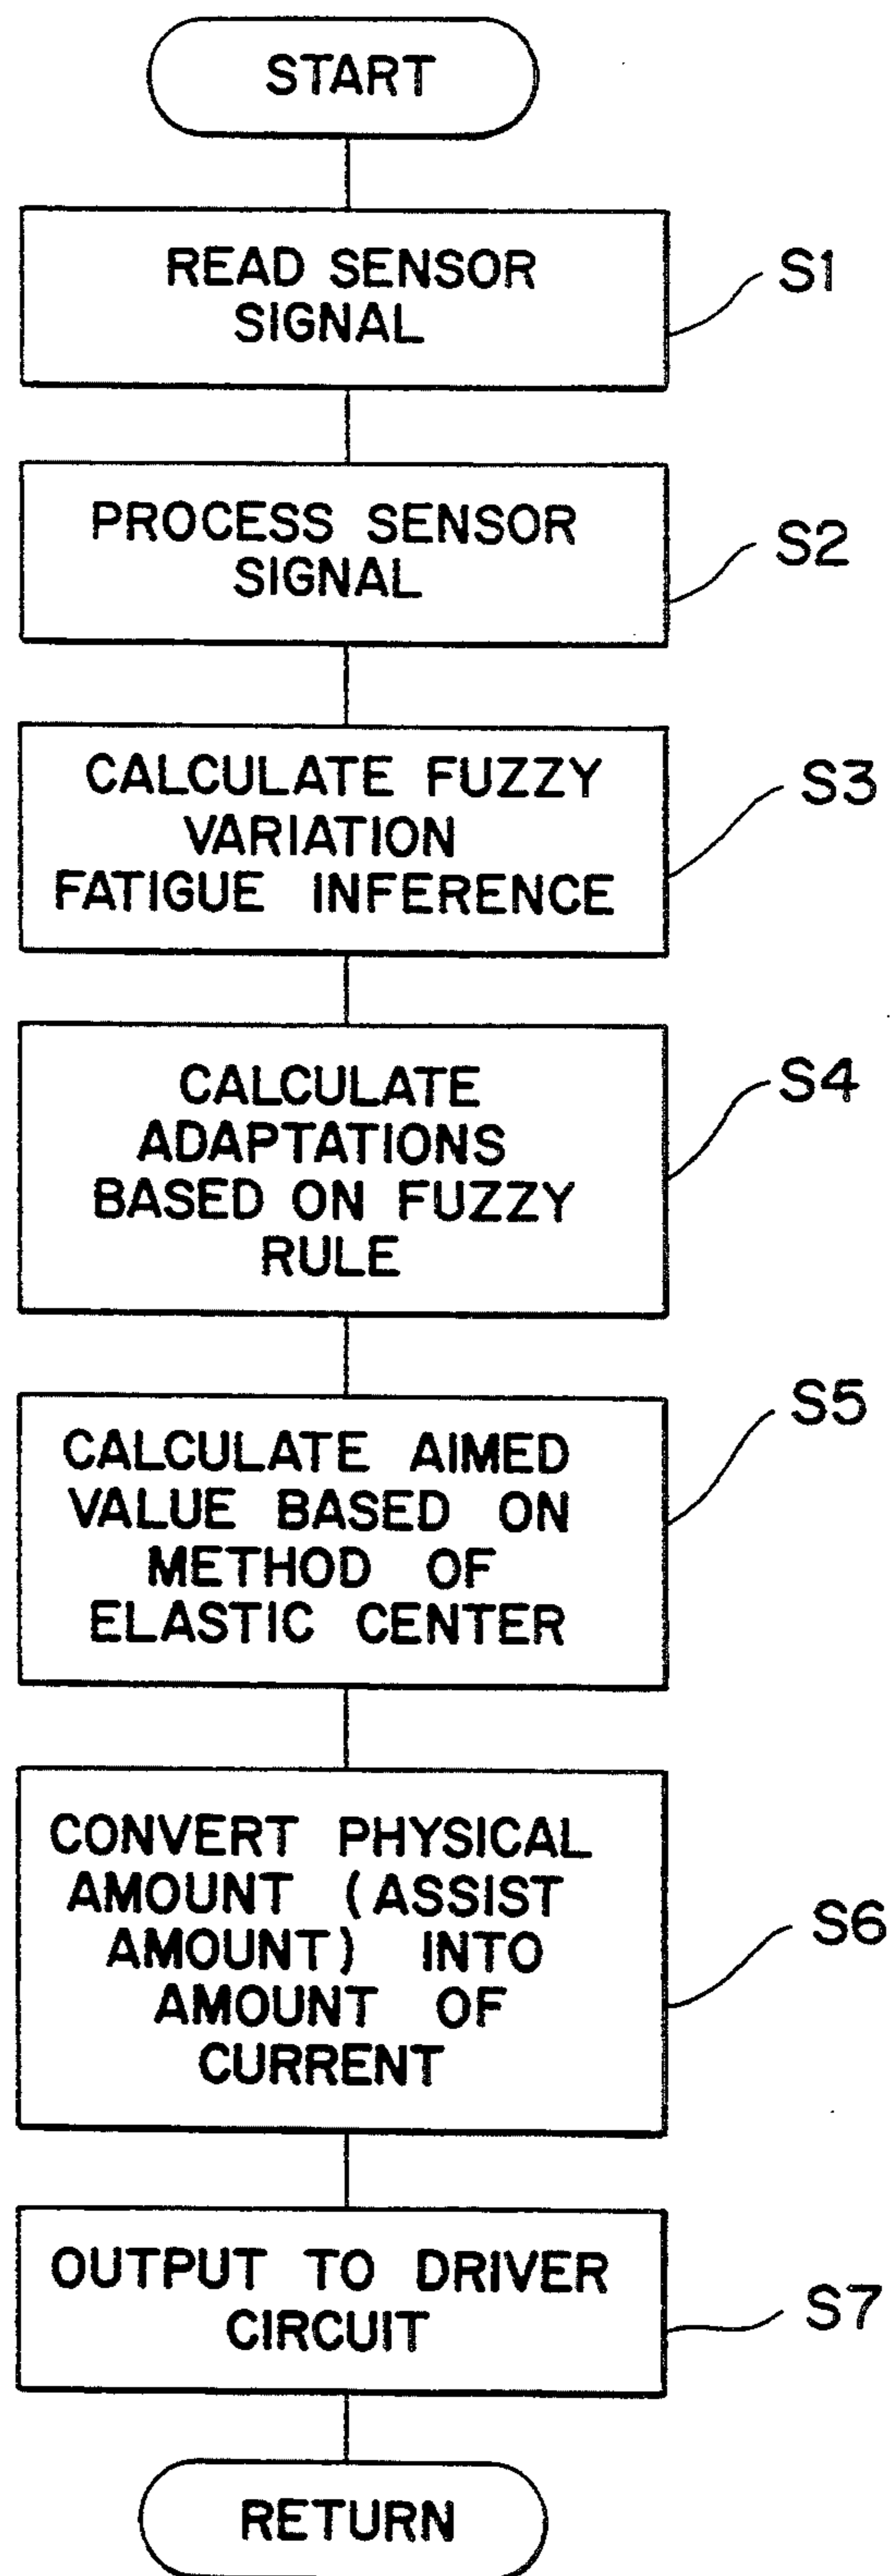 START
READ SENSOR
SIGNAL
S1
PROCESS SENSOR
SIGNAL
S2
CALCULATE FUZZY
VARIATION
FATIGUE INFERENCE
S3
CALCULATE
ADAPTATIONS
BASED ON FUZZY
RULE
S4
CALCULATE AIMED
VALUE BASED ON
METHOD OF
ELASTIC CENTER
S5
CONVERT PHYSICAL
AMOUNT (ASSIST
AMOUNT) INTO
AMOUNT OF
CURRENT
S6
OUTPUT TO DRIVER
CIRCUIT
S7
RETURN